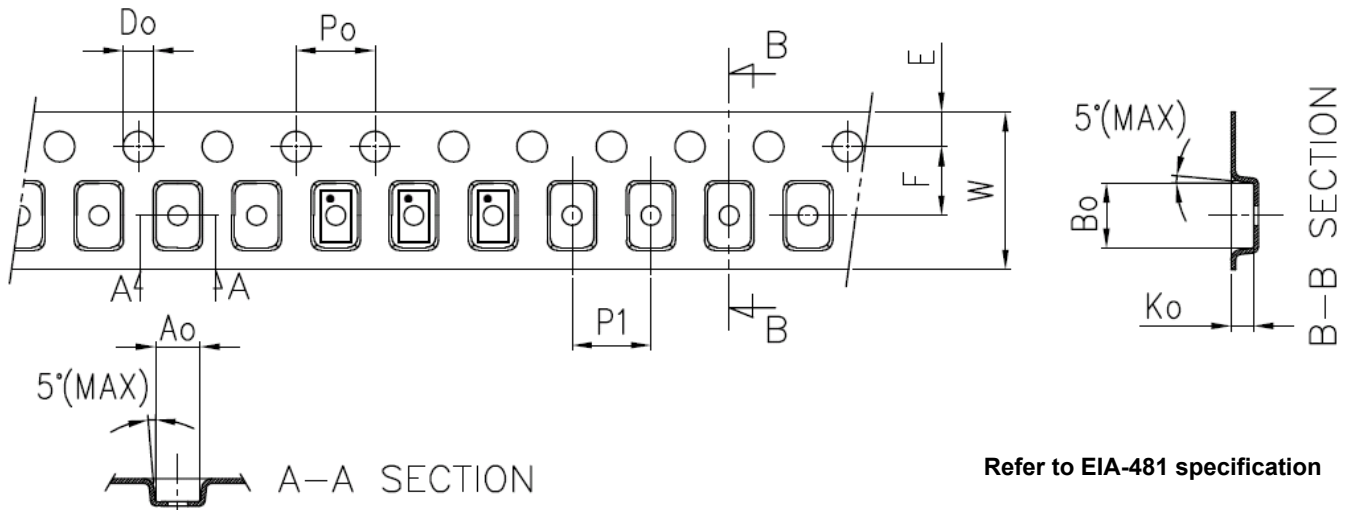 Do
Po
B
E
5°(MAX)
F
W
Bo
B-B SECTION
A
A
Ko
Ao
P1
B
5°(MAX)
A-A SECTION
Refer to EIA-481 specification